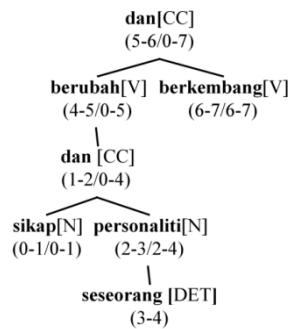 dan[CC]
(5-6/0-7)
berubah[V] berkembang[V]
(4-5/0-5) (6-7/6-7)
dan [CC]
(1-2/0-4)
sikap[N] personaliti[N]
(0-1/0-1) (2-3/2-4)
seseorang [DET]
(3-4)